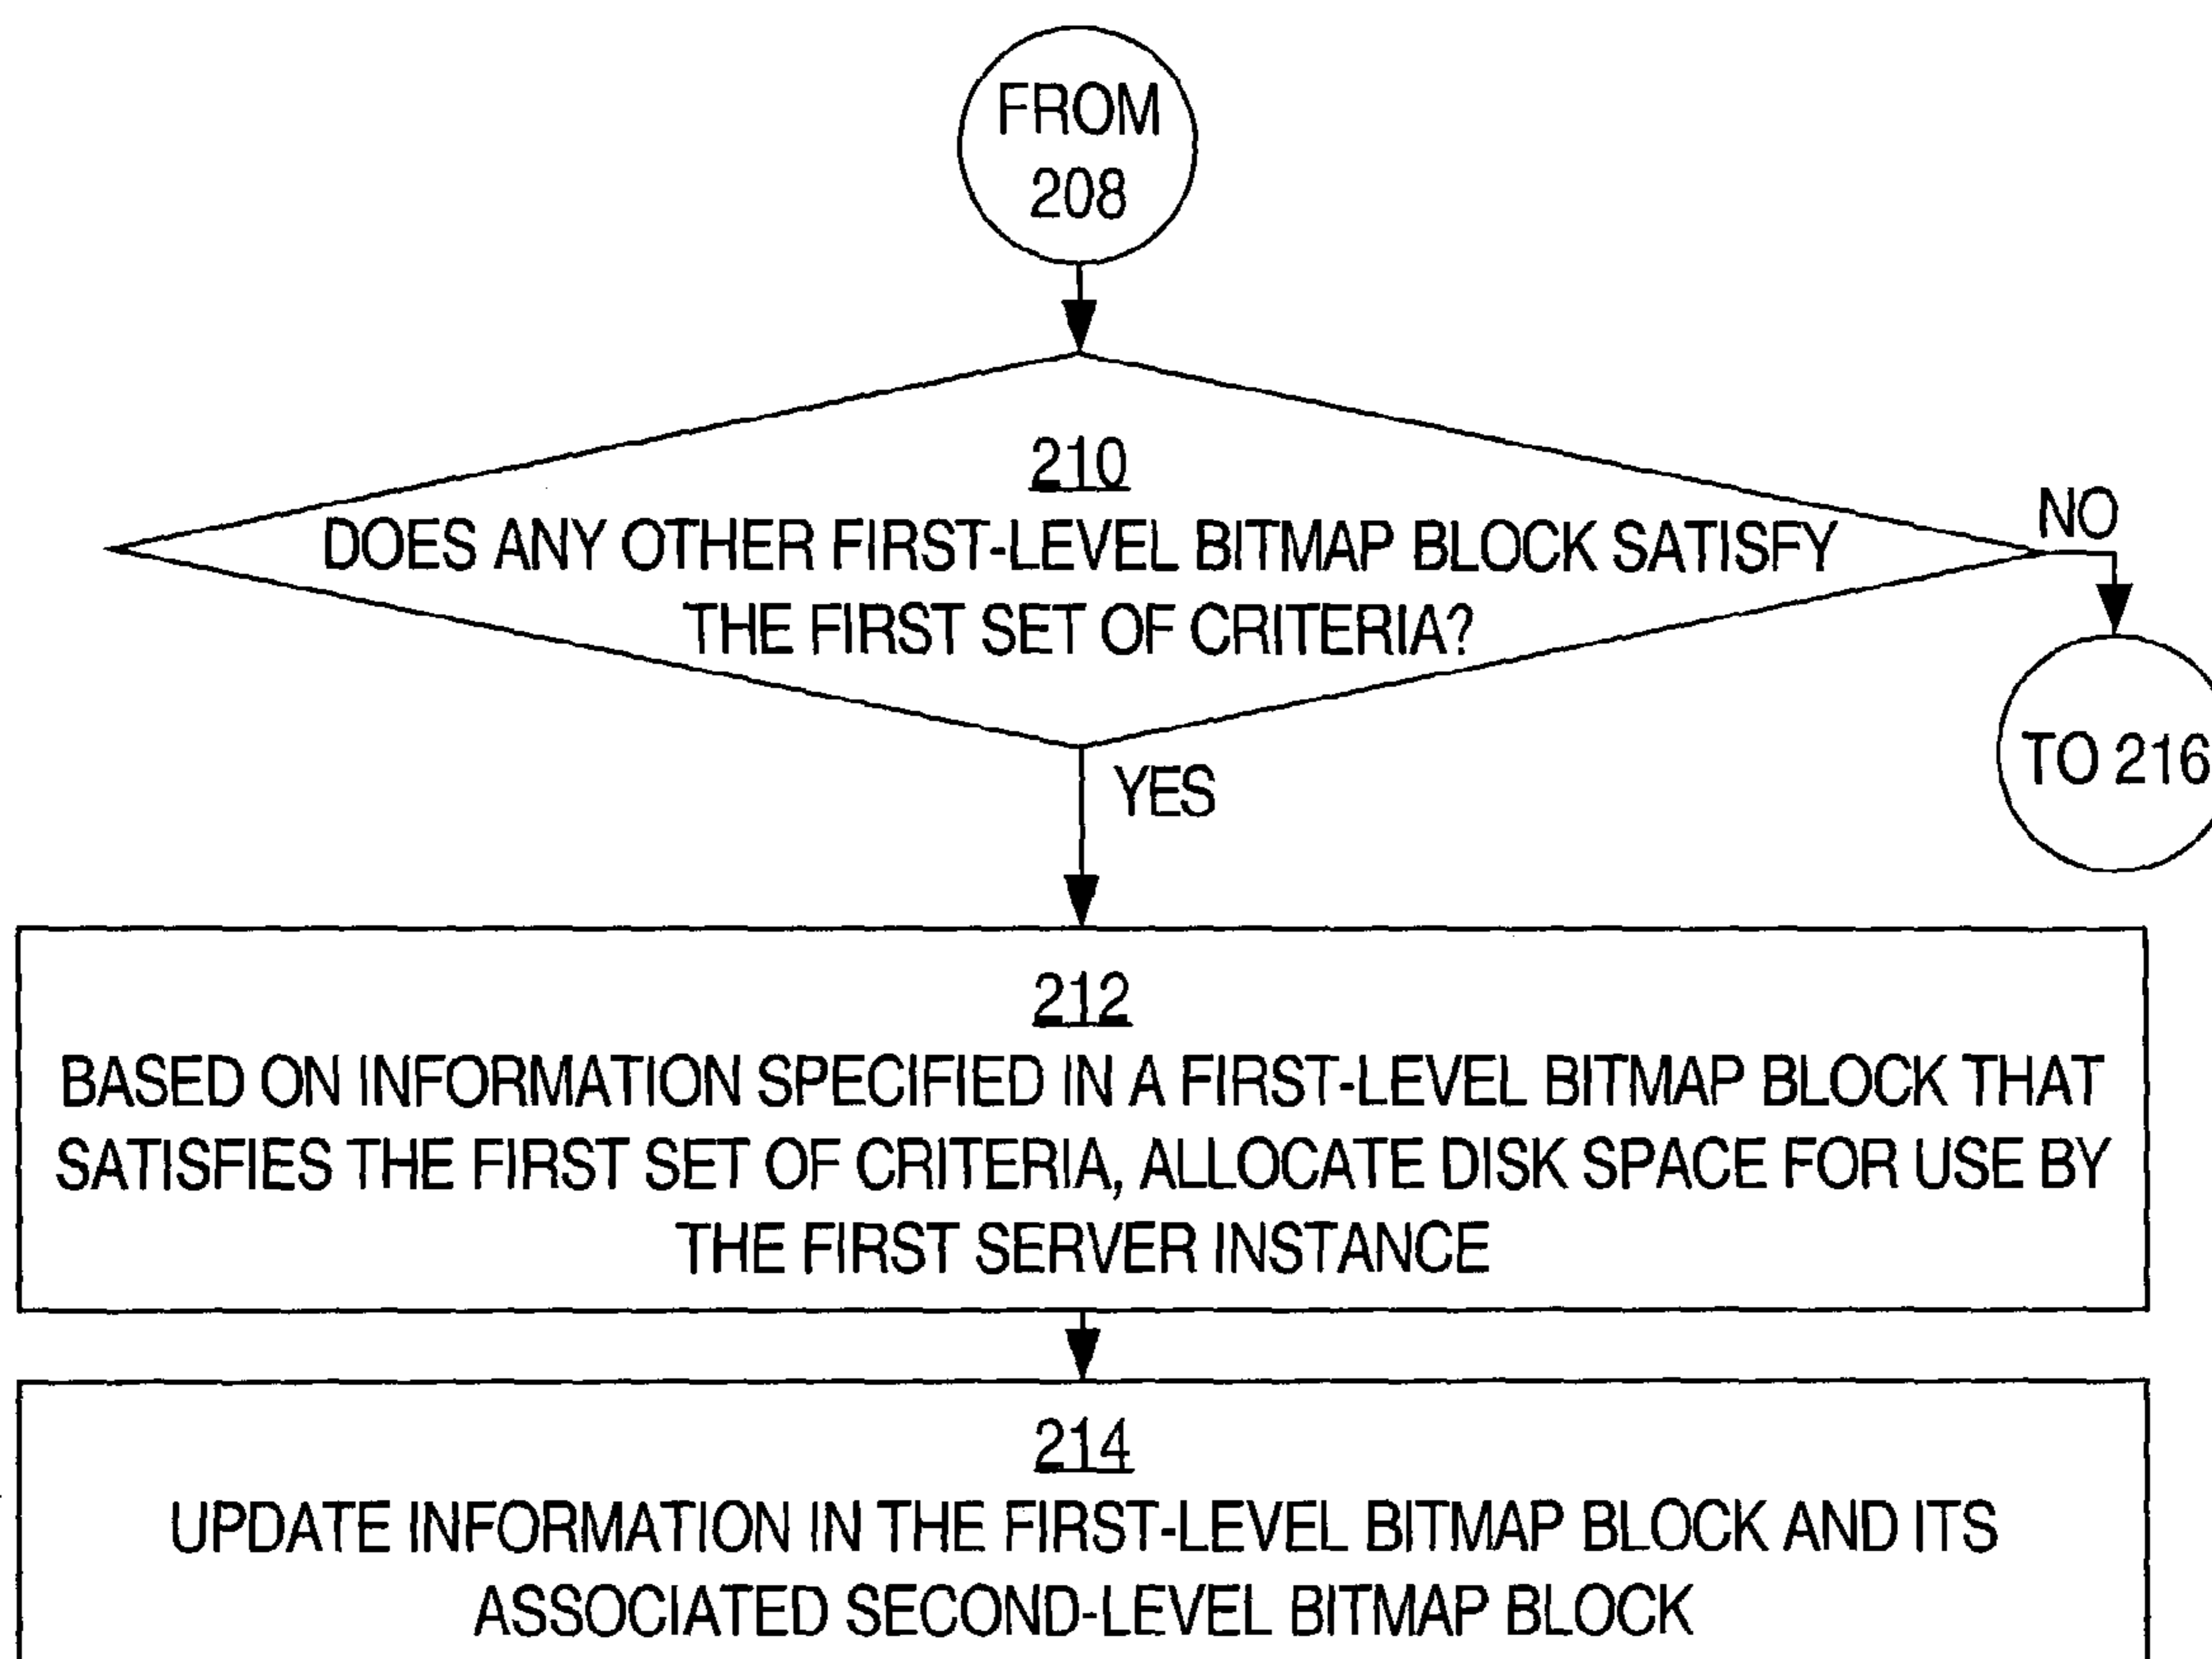 FROM
208
210
DOES ANY OTHER FIRST-LEVEL BITMAP BLOCK SATISFY
THE FIRST SET OF CRITERIA?
NO
TO 216
YES
212
BASED ON INFORMATION SPECIFIED IN A FIRST-LEVEL BITMAP BLOCK THAT
SATISFIES THE FIRST SET OF CRITERIA, ALLOCATE DISK SPACE FOR USE BY
THE FIRST SERVER INSTANCE
214
UPDATE INFORMATION IN THE FIRST-LEVEL BITMAP BLOCK AND ITS
ASSOCIATED SECOND-LEVEL BITMAP BLOCK